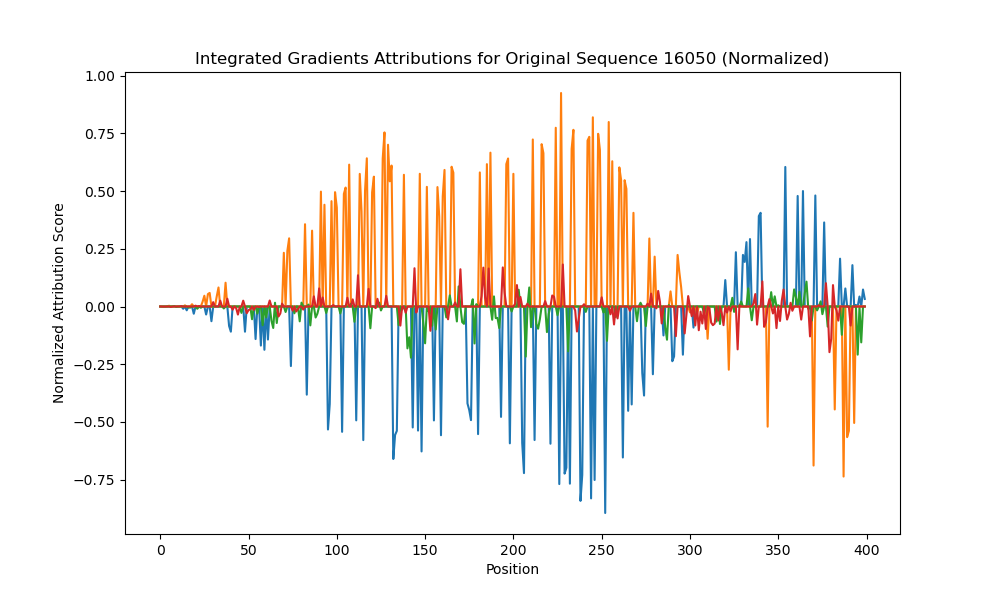 Integrated Gradients Attributions for Original Sequence 16050 (Normalized)
1.00
0.75
0.50
0.25
0.00
−0.25
−0.50
−0.75
Normalized Attribution Score
0 50 100 150 200 250 300 350 400
Position